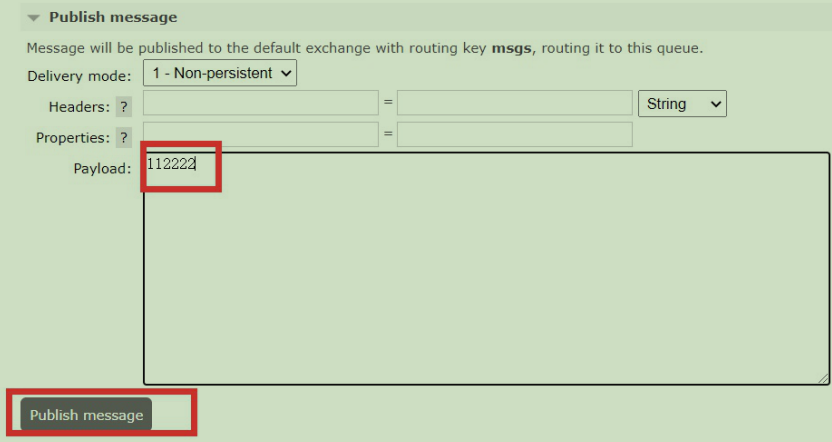 Publish message
Message will be published to the default exchange with routing key msgs, routing it to this queue.
Delivery mode: 1 - Non-persistent
Headers: ? = String
Properties: ? =
Payload: 112222
Publish message